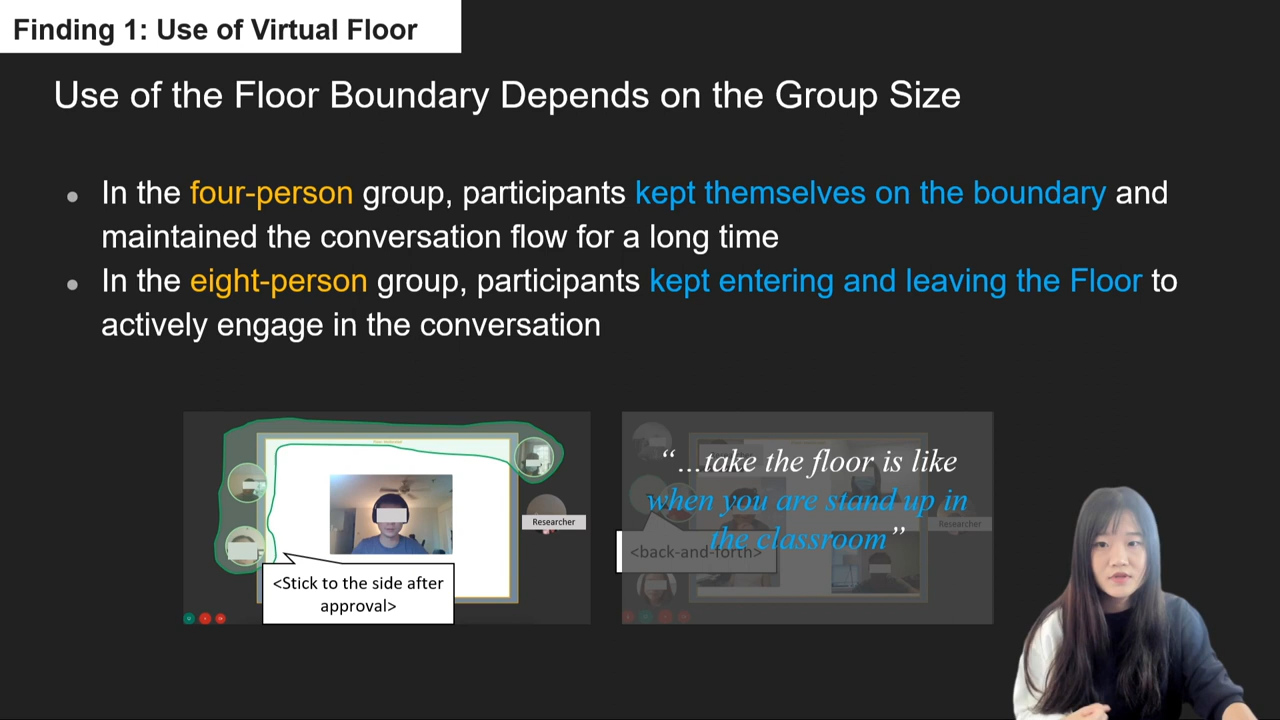 Finding 1: Use of Virtual Floor
Use of the Floor Boundary Depends on the Group Size
In the four-person group, participants kept themselves on the boundary and
maintained the conversation flow for a long time
In the eight-person group, participants kept entering and leaving the Floor to
actively engage in the conversation
Researcher
<Stick to the side after
approval>
“…take the floor is like
when you are stand up in
the classroom”
Researcher
<back-and-forth>